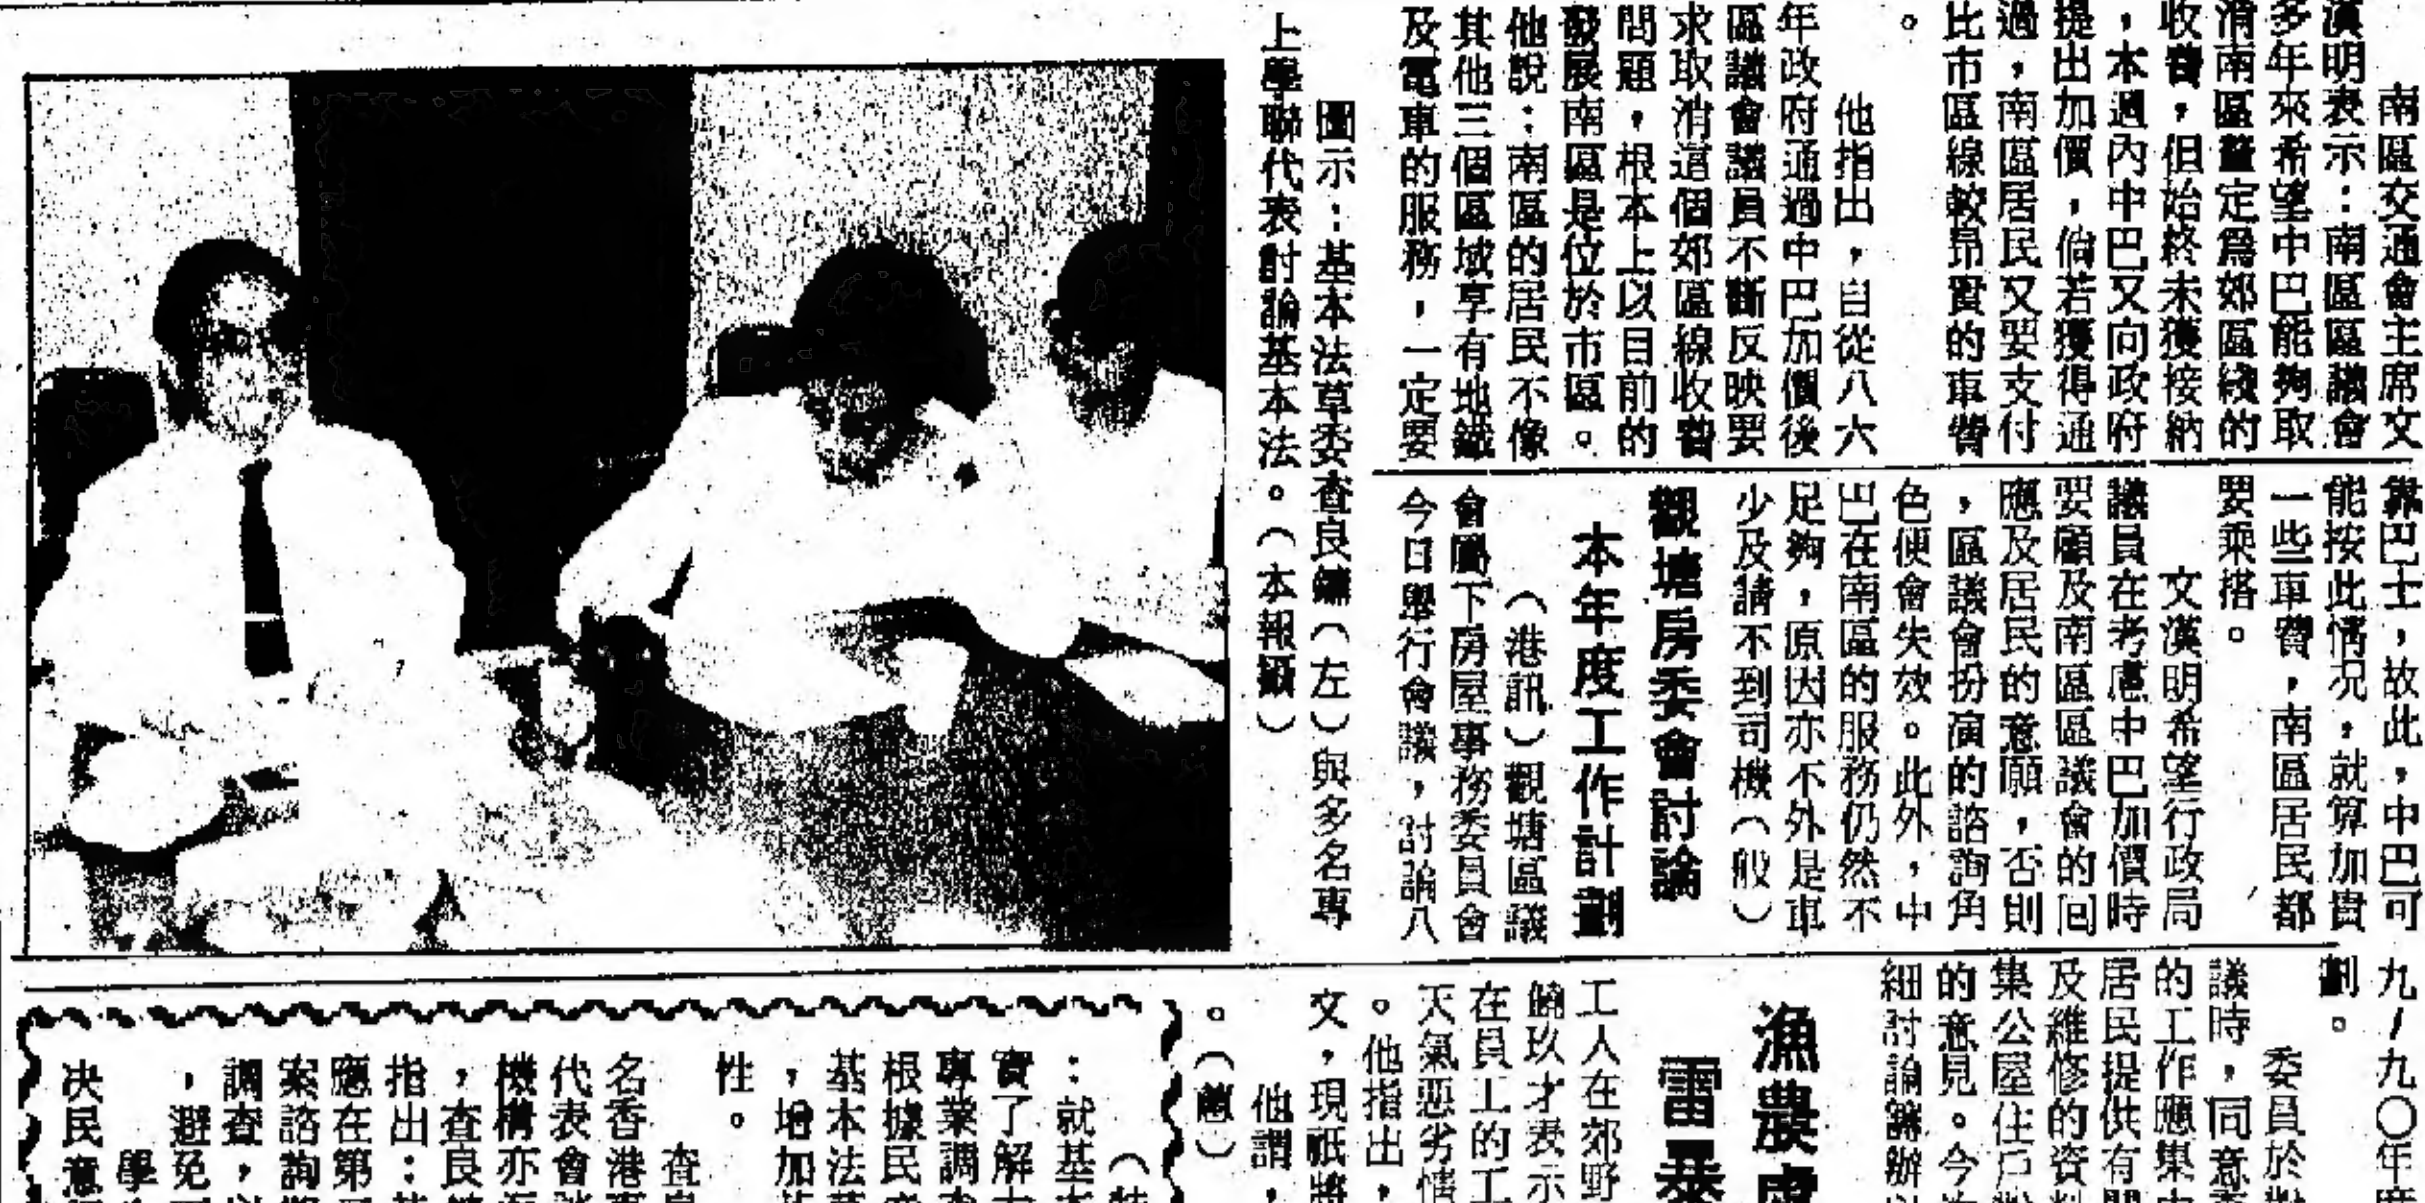 南區交通會主席文
漢明表示：南區區議會
多年來希望中巴能夠取
消南區釐定為郊區綫的
收費，但始終未獲接納
，本週內中巴又向政府
提出加價，倘若獲得通
過，南區居民又要支付
比市區線較昂貴的車費
。
他指出，自從八六
年政府通過中巴加價後
區議會議員不斷反映要
求取消這個郊區線收費
問題，根本上以目前的
發展南區是位於市區。
他說：南區的居民不像
其他三個區域享有地鐵
及電車的服務，一定要
靠巴士，故此，中巴可
能按此情況，就算加貴
一些車費，南區居民都
要乘搭。
文漢明希望行政局
議員在考慮中巴加價時
要顧及南區區議會的回
應及居民的意願，否則
，區議會扮演的諮詢角
色便會失效。此外，中
巴在南區的服務仍然不
足夠，原因亦不外是車
少及請不到司機（般）
觀塘房委會討論
本年度工作計劃
（港訊）觀塘區議
會屬下房屋事務委員會
今日舉行會議，討論八
九／九〇年度
劃。
委員於
議時，同意
的工作應集
居民提供有
及維修的資
集公屋住戶
的意見。今
細討論
圖示：基本法草委查良鏞（左）與多名專
上學聯代表討論基本法。（本報攝）
漁農處
雷暴
工人在郊野
饒玖才表示
在員工的工
天氣惡劣情
。他指出，
文，現祇將
他謂，
。
：就基
實了解
專業調
根據民
基本法
，增加
性。
查良
名香港
代表會
機構亦
，查良
指出：
應在第
案諮詢
調查，
，避免
學
决民意